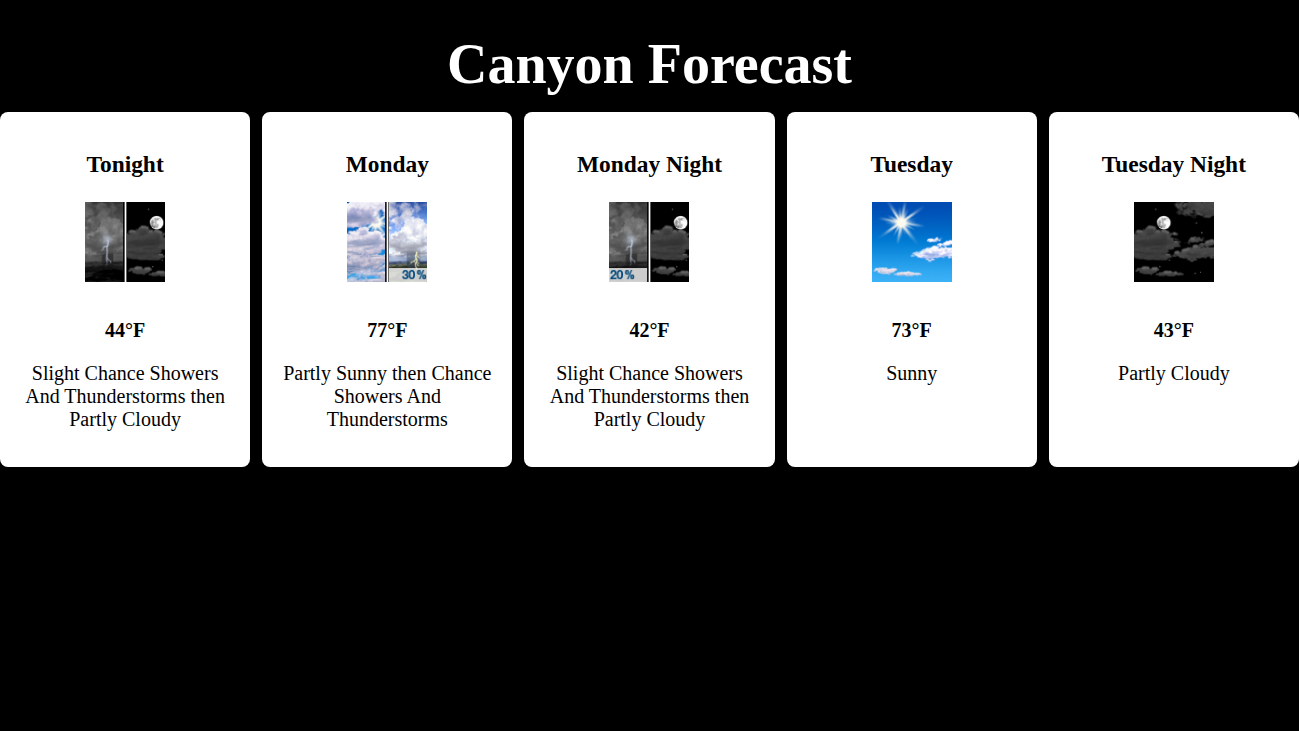 Canyon Forecast
Tonight
44°F
Slight Chance Showers
And Thunderstorms then
Partly Cloudy
Monday
30%
77°F
Partly Sunny then Chance
Showers And
Thunderstorms
Monday Night
20%
42°F
Slight Chance Showers
And Thunderstorms then
Partly Cloudy
Tuesday
73°F
Sunny
Tuesday Night
43°F
Partly Cloudy